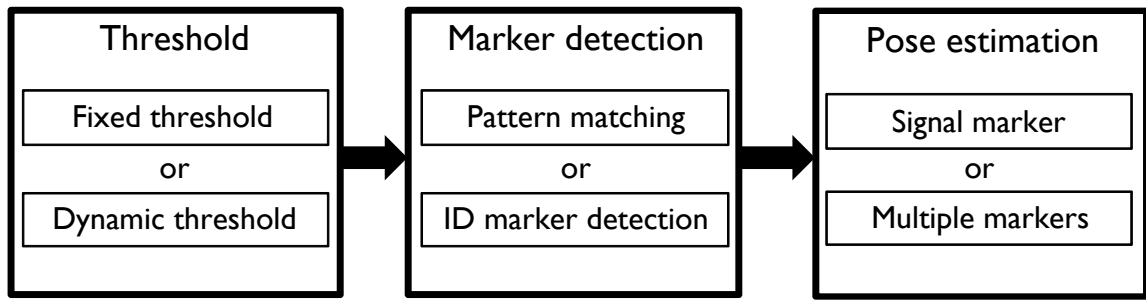 Threshold
Fixed threshold
or
Dynamic threshold
Marker detection
Pattern matching
or
ID marker detection
Pose estimation
Signal marker
or
Multiple markers